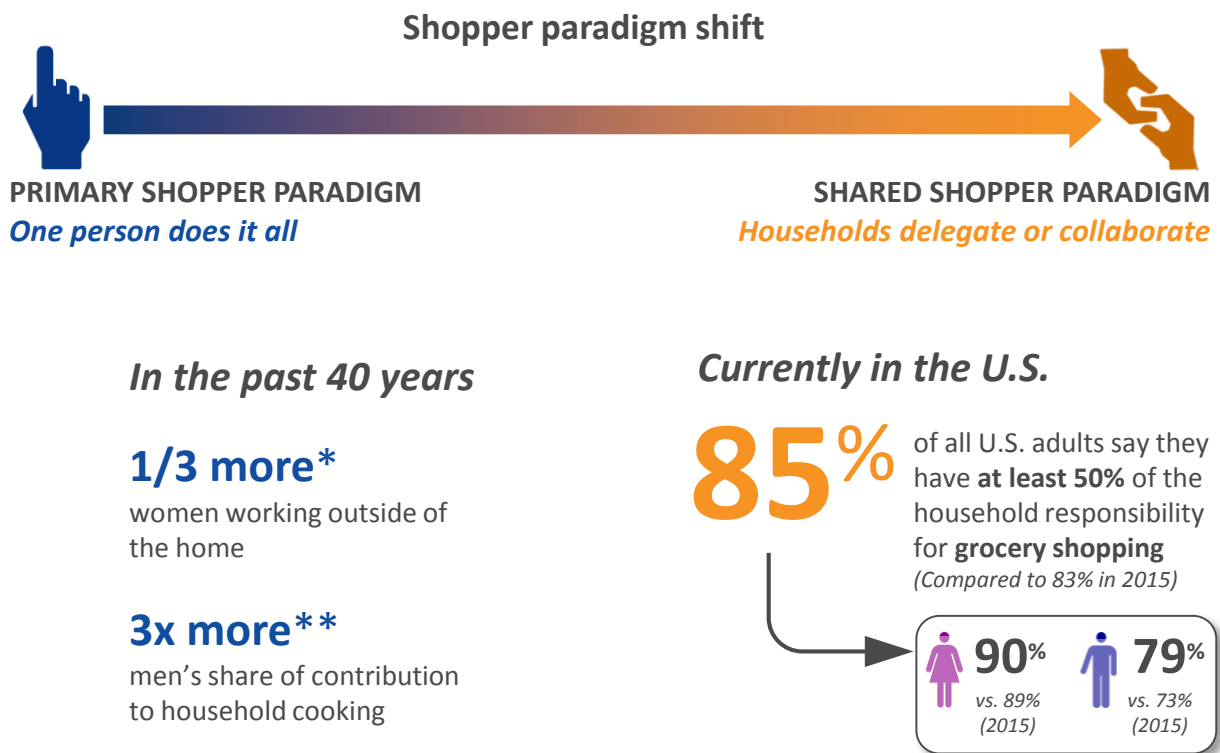 Shopper paradigm shift
PRIMARY SHOPPER PARADIGM
One person does it all
SHARED SHOPPER PARADIGM
Households delegate or collaborate
In the past 40 years
1/3 more*
women working outside of
the home
3x more**
men’s share of contribution
to household cooking
Currently in the U.S.
85%
of all U.S. adults say they
have at least 50% of the
household responsibility
for grocery shopping
(Compared to 83% in 2015)
90%
vs. 89%
(2015)
79%
vs. 73%
(2015)